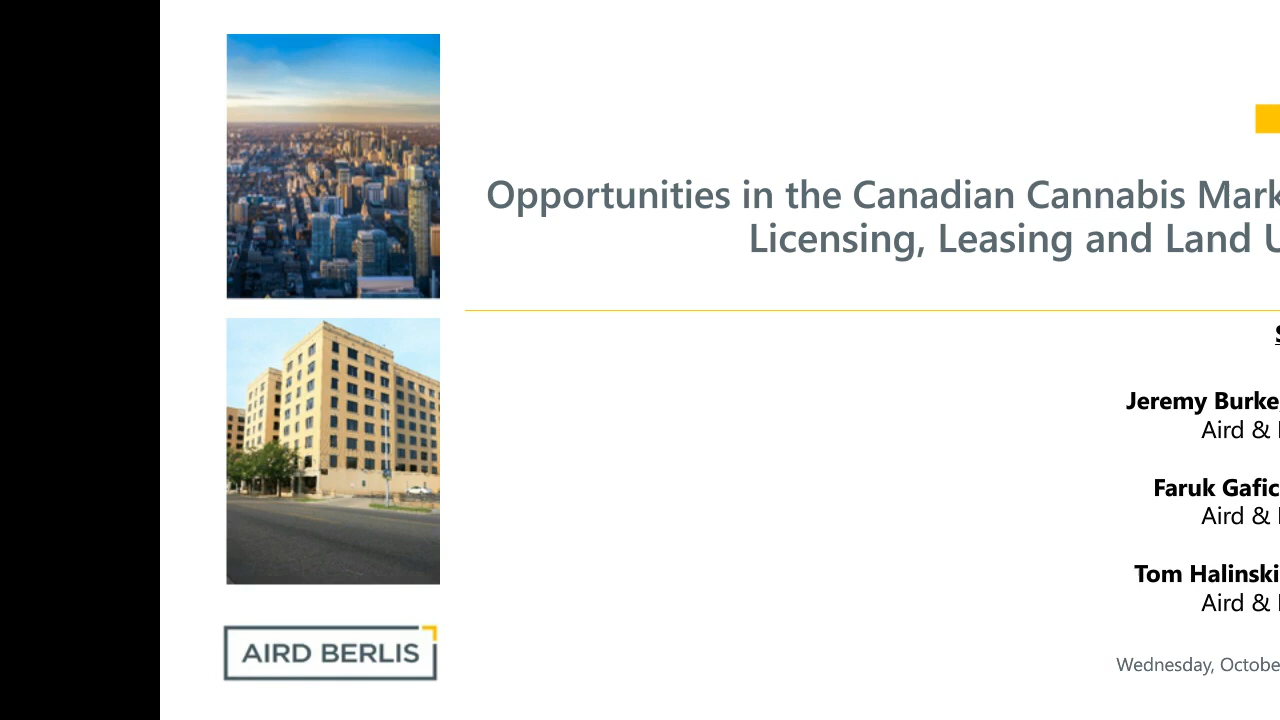 Opportunities in the Canadian Cannabis Mark
Licensing, Leasing and Land U
S
Jeremy Burke,
Aird &
Faruk Gafic
Aird &
Tom Halinski
Aird &
Wednesday, Octobe
AIRD BERLIS